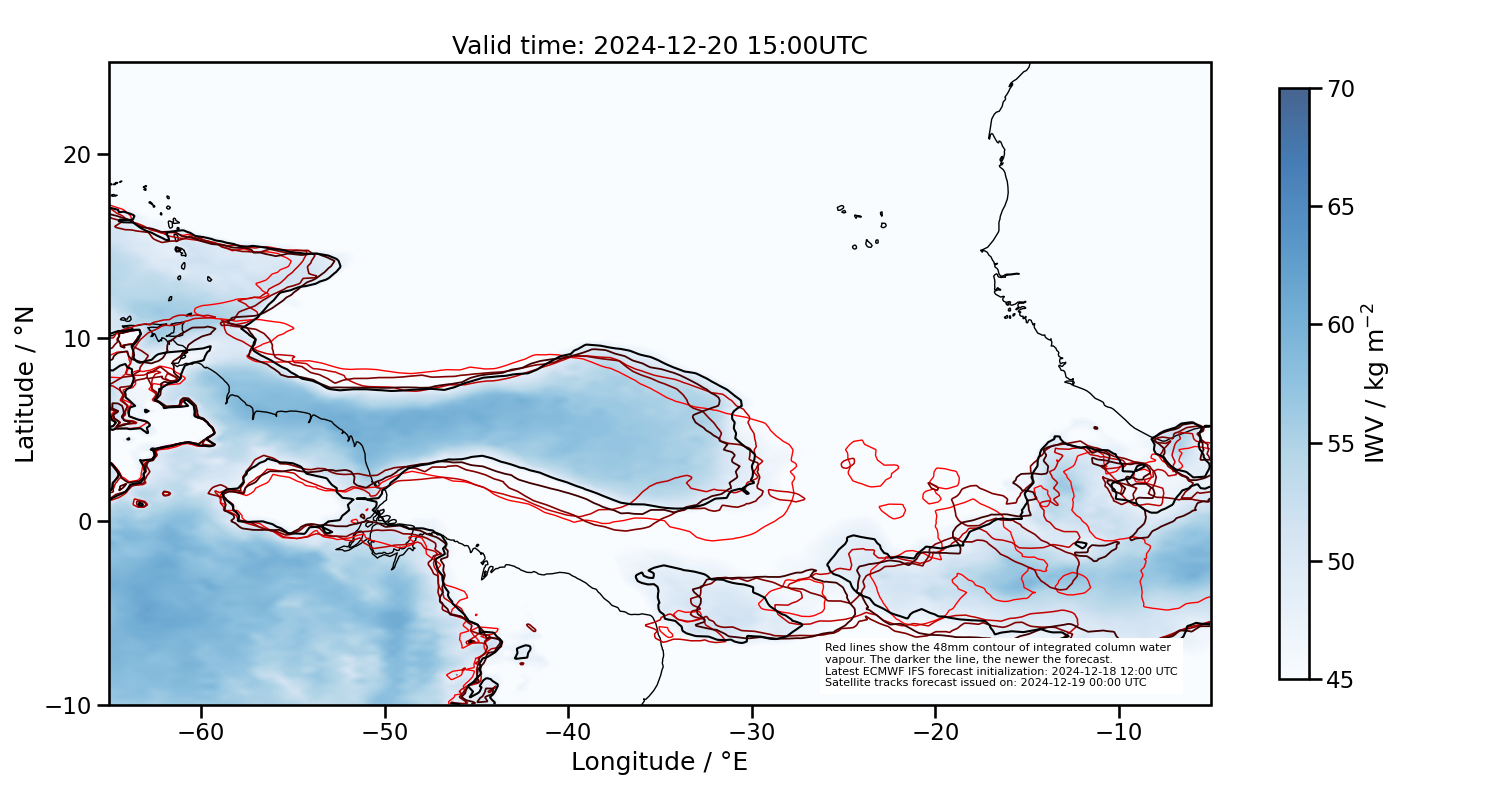 Valid time: 2024-12-20 15:00UTC
Latitude / °N
20
10
0
−10
−60
−50
−40
−30
−20
−10
Longitude / °E
Red lines show the 48mm contour of integrated column water
vapour. The darker the line, the newer the forecast.
Latest ECMWF IFS forecast initialization: 2024-12-18 12:00 UTC
Satellite tracks forecast issued on: 2024-12-19 00:00 UTC
70
65
60
55
50
45
IWV / kg m⁻²